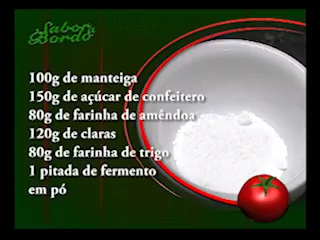 Sabor a
Bordo
100g de manteiga
150g de açúcar de confeitero
80g de farinha de amêndoa
120g de claras
80g de farinha de trigo
1 pitada de fermento
em pó